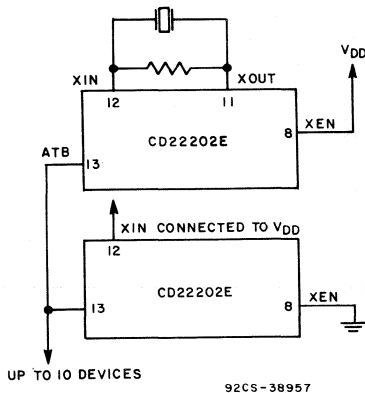 VDD
XIN
XOUT
12
11
XEN
8
CD22202E
ATB
13
XIN CONNECTED TO VDD
12
CD22202E
XEN
13
8
UP TO 10 DEVICES
92CS-38957